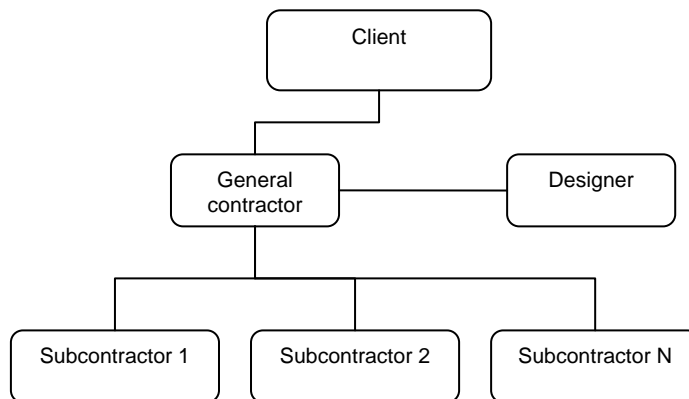 Client
General
contractor
Designer
Subcontractor 1
Subcontractor 2
Subcontractor N